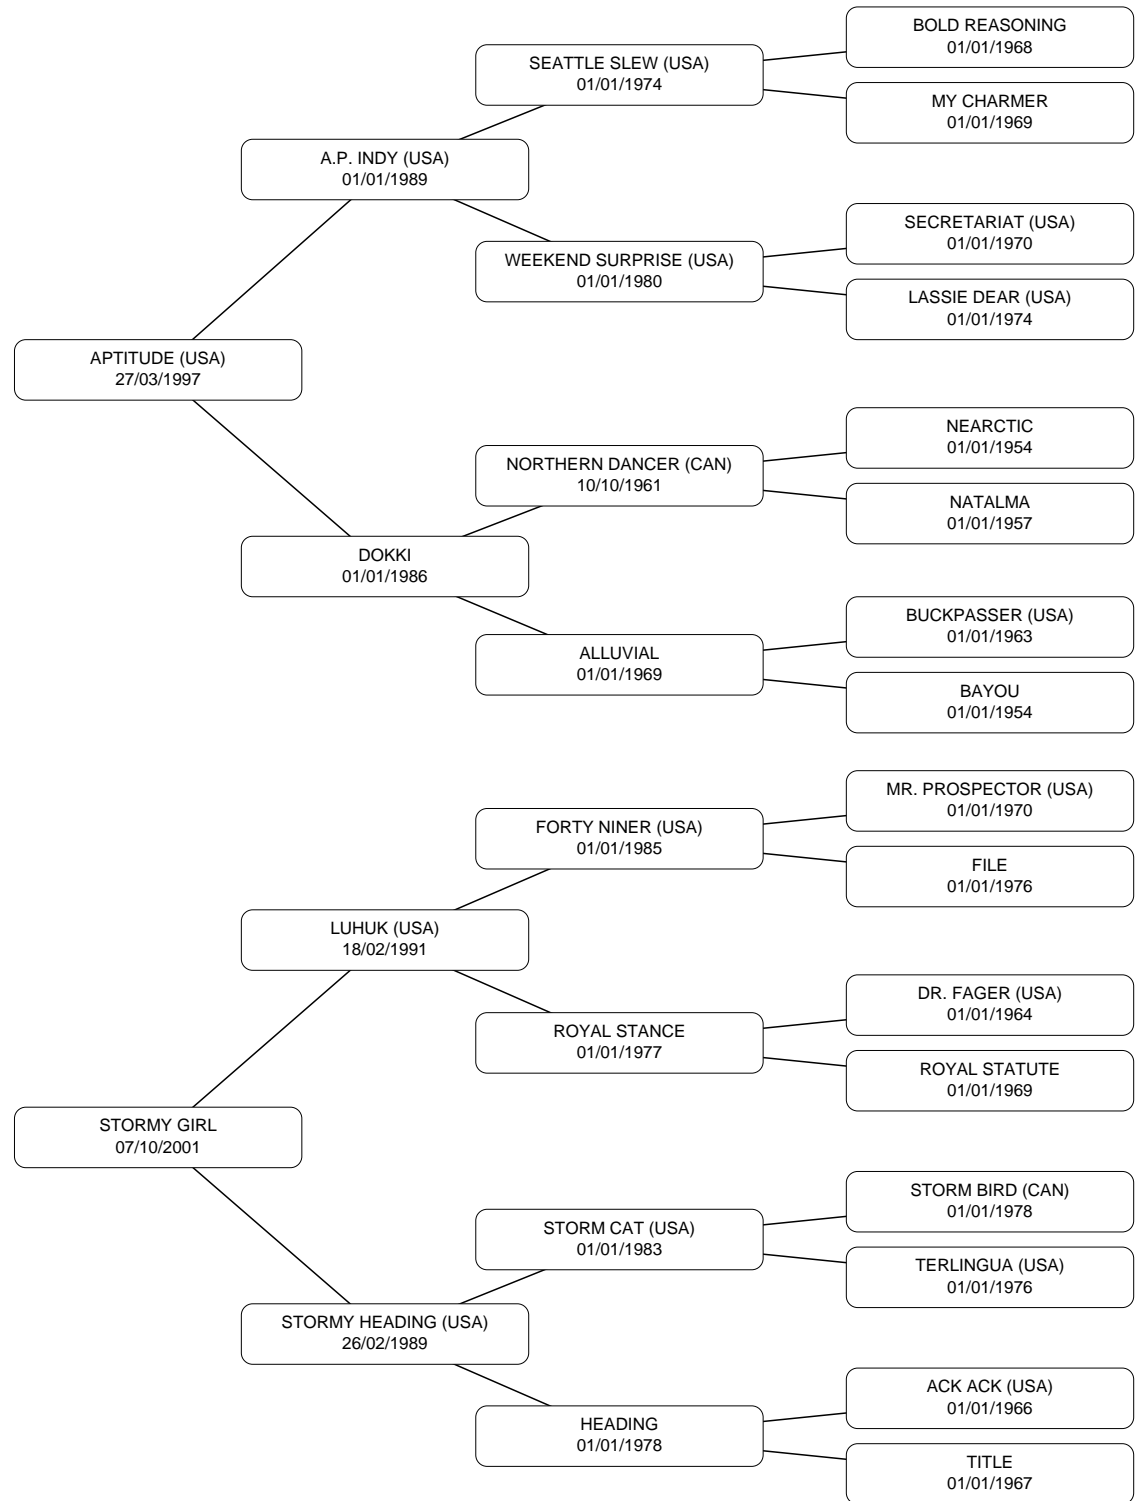 BOLD REASONING
01/01/1968
SEATTLE SLEW (USA)
01/01/1974
MY CHARMER
01/01/1969
A.P. INDY (USA)
01/01/1989
SECRETARIAT (USA)
01/01/1970
WEEKEND SURPRISE (USA)
01/01/1980
LASSIE DEAR (USA)
01/01/1974
APTITUDE (USA)
27/03/1997
NEARCTIC
01/01/1954
NORTHERN DANCER (CAN)
10/10/1961
NATALMA
01/01/1957
DOKKI
01/01/1986
BUCKPASSER (USA)
01/01/1963
ALLUVIAL
01/01/1969
BAYOU
01/01/1954
MR. PROSPECTOR (USA)
01/01/1970
FORTY NINER (USA)
01/01/1985
FILE
01/01/1976
LUHUK (USA)
18/02/1991
DR. FAGER (USA)
01/01/1964
ROYAL STANCE
01/01/1977
ROYAL STATUTE
01/01/1969
STORMY GIRL
07/10/2001
STORM BIRD (CAN)
01/01/1978
STORM CAT (USA)
01/01/1983
TERLINGUA (USA)
01/01/1976
STORMY HEADING (USA)
26/02/1989
ACK ACK (USA)
01/01/1966
HEADING
01/01/1978
TITLE
01/01/1967